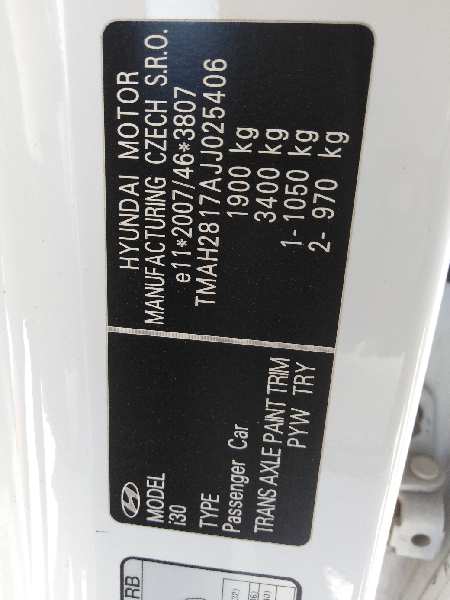 HYUNDAI MOTOR
MANUFACTURING CZECH S.R.O.
e11*2007/46*3807
TMAH2817AJJ025406
1900 kg
3400 kg
1- 1050 kg
2- 970 kg
MODEL
i30
TYPE
Passenger Car
TRANS AXLE PAINT TRIM
PYW TRY
RB